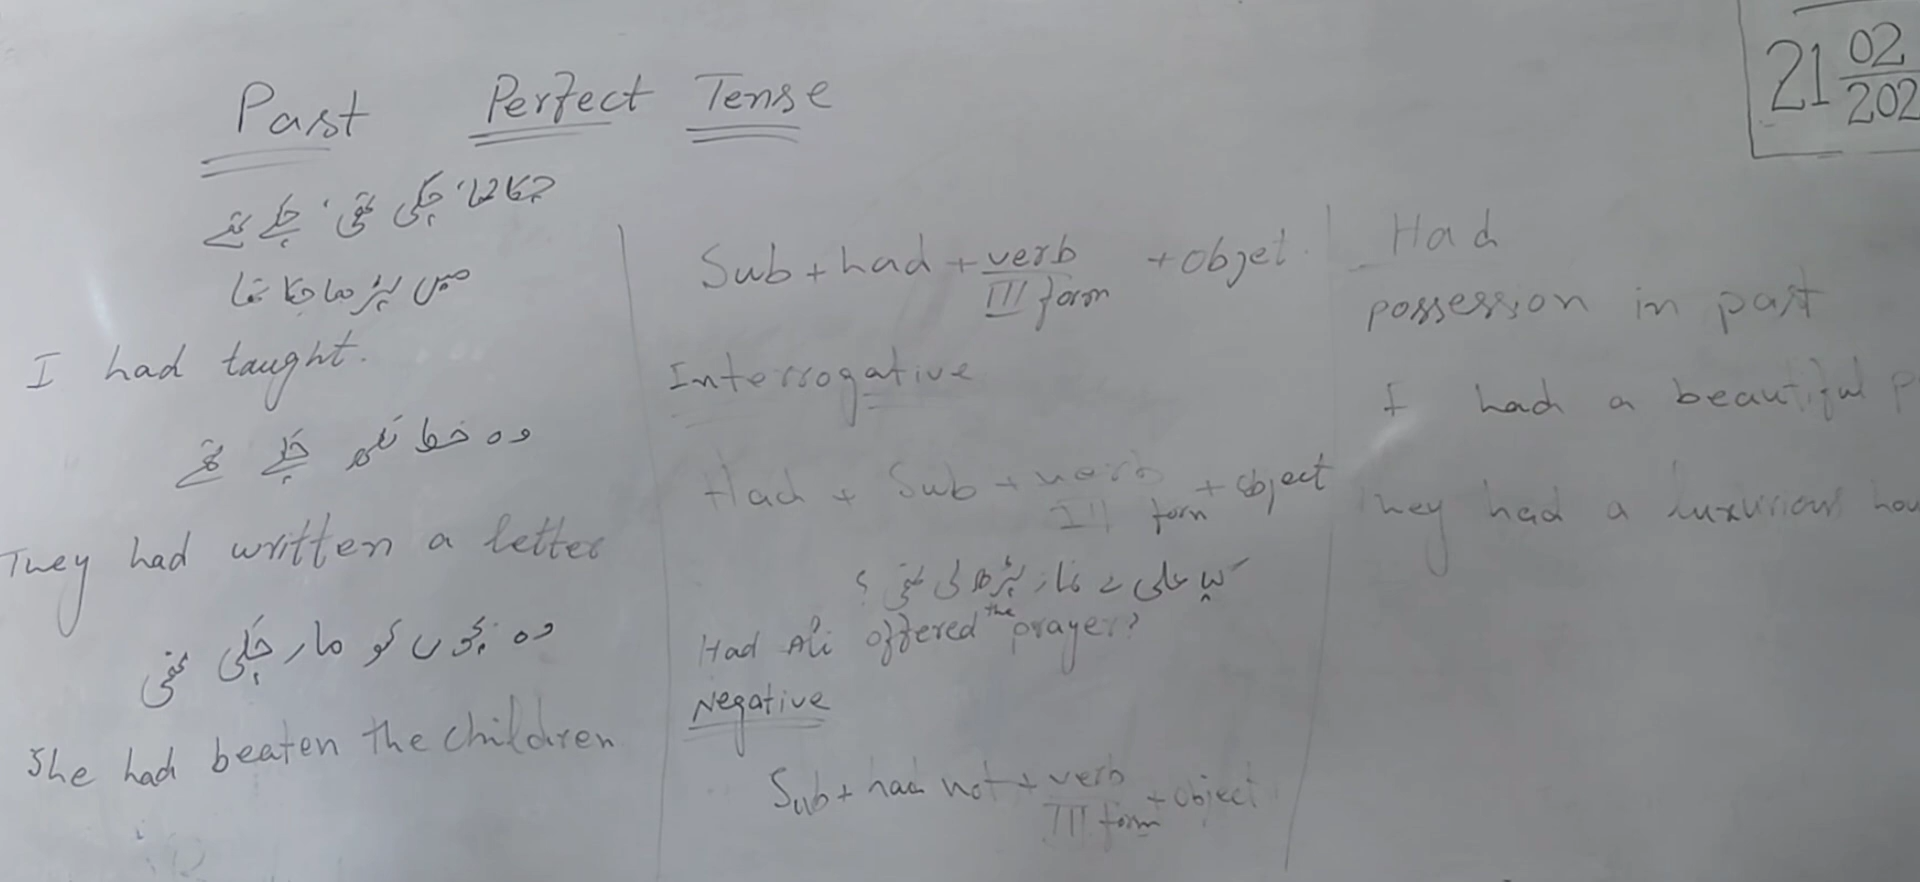 Past Perfect Tense
21 02
202
چکا تھا، چکی تھی، چکے تھے
میں پڑھا چکا تھا
I had taught.
وہ خط لکھ چکے تھے
They had written a letter
وہ بچوں کو مار چکی تھی
She had beaten the children
Sub + had + verb + objet.
III form
Interrogative
Had + Sub + verb + object
III form
کیا علی نے نماز پڑھ لی تھی ؟
Had Ali offered the prayer?
Negative
Sub + had not + verb + object
III form
Had
possession in past
I had a beautiful
They had a luxurious